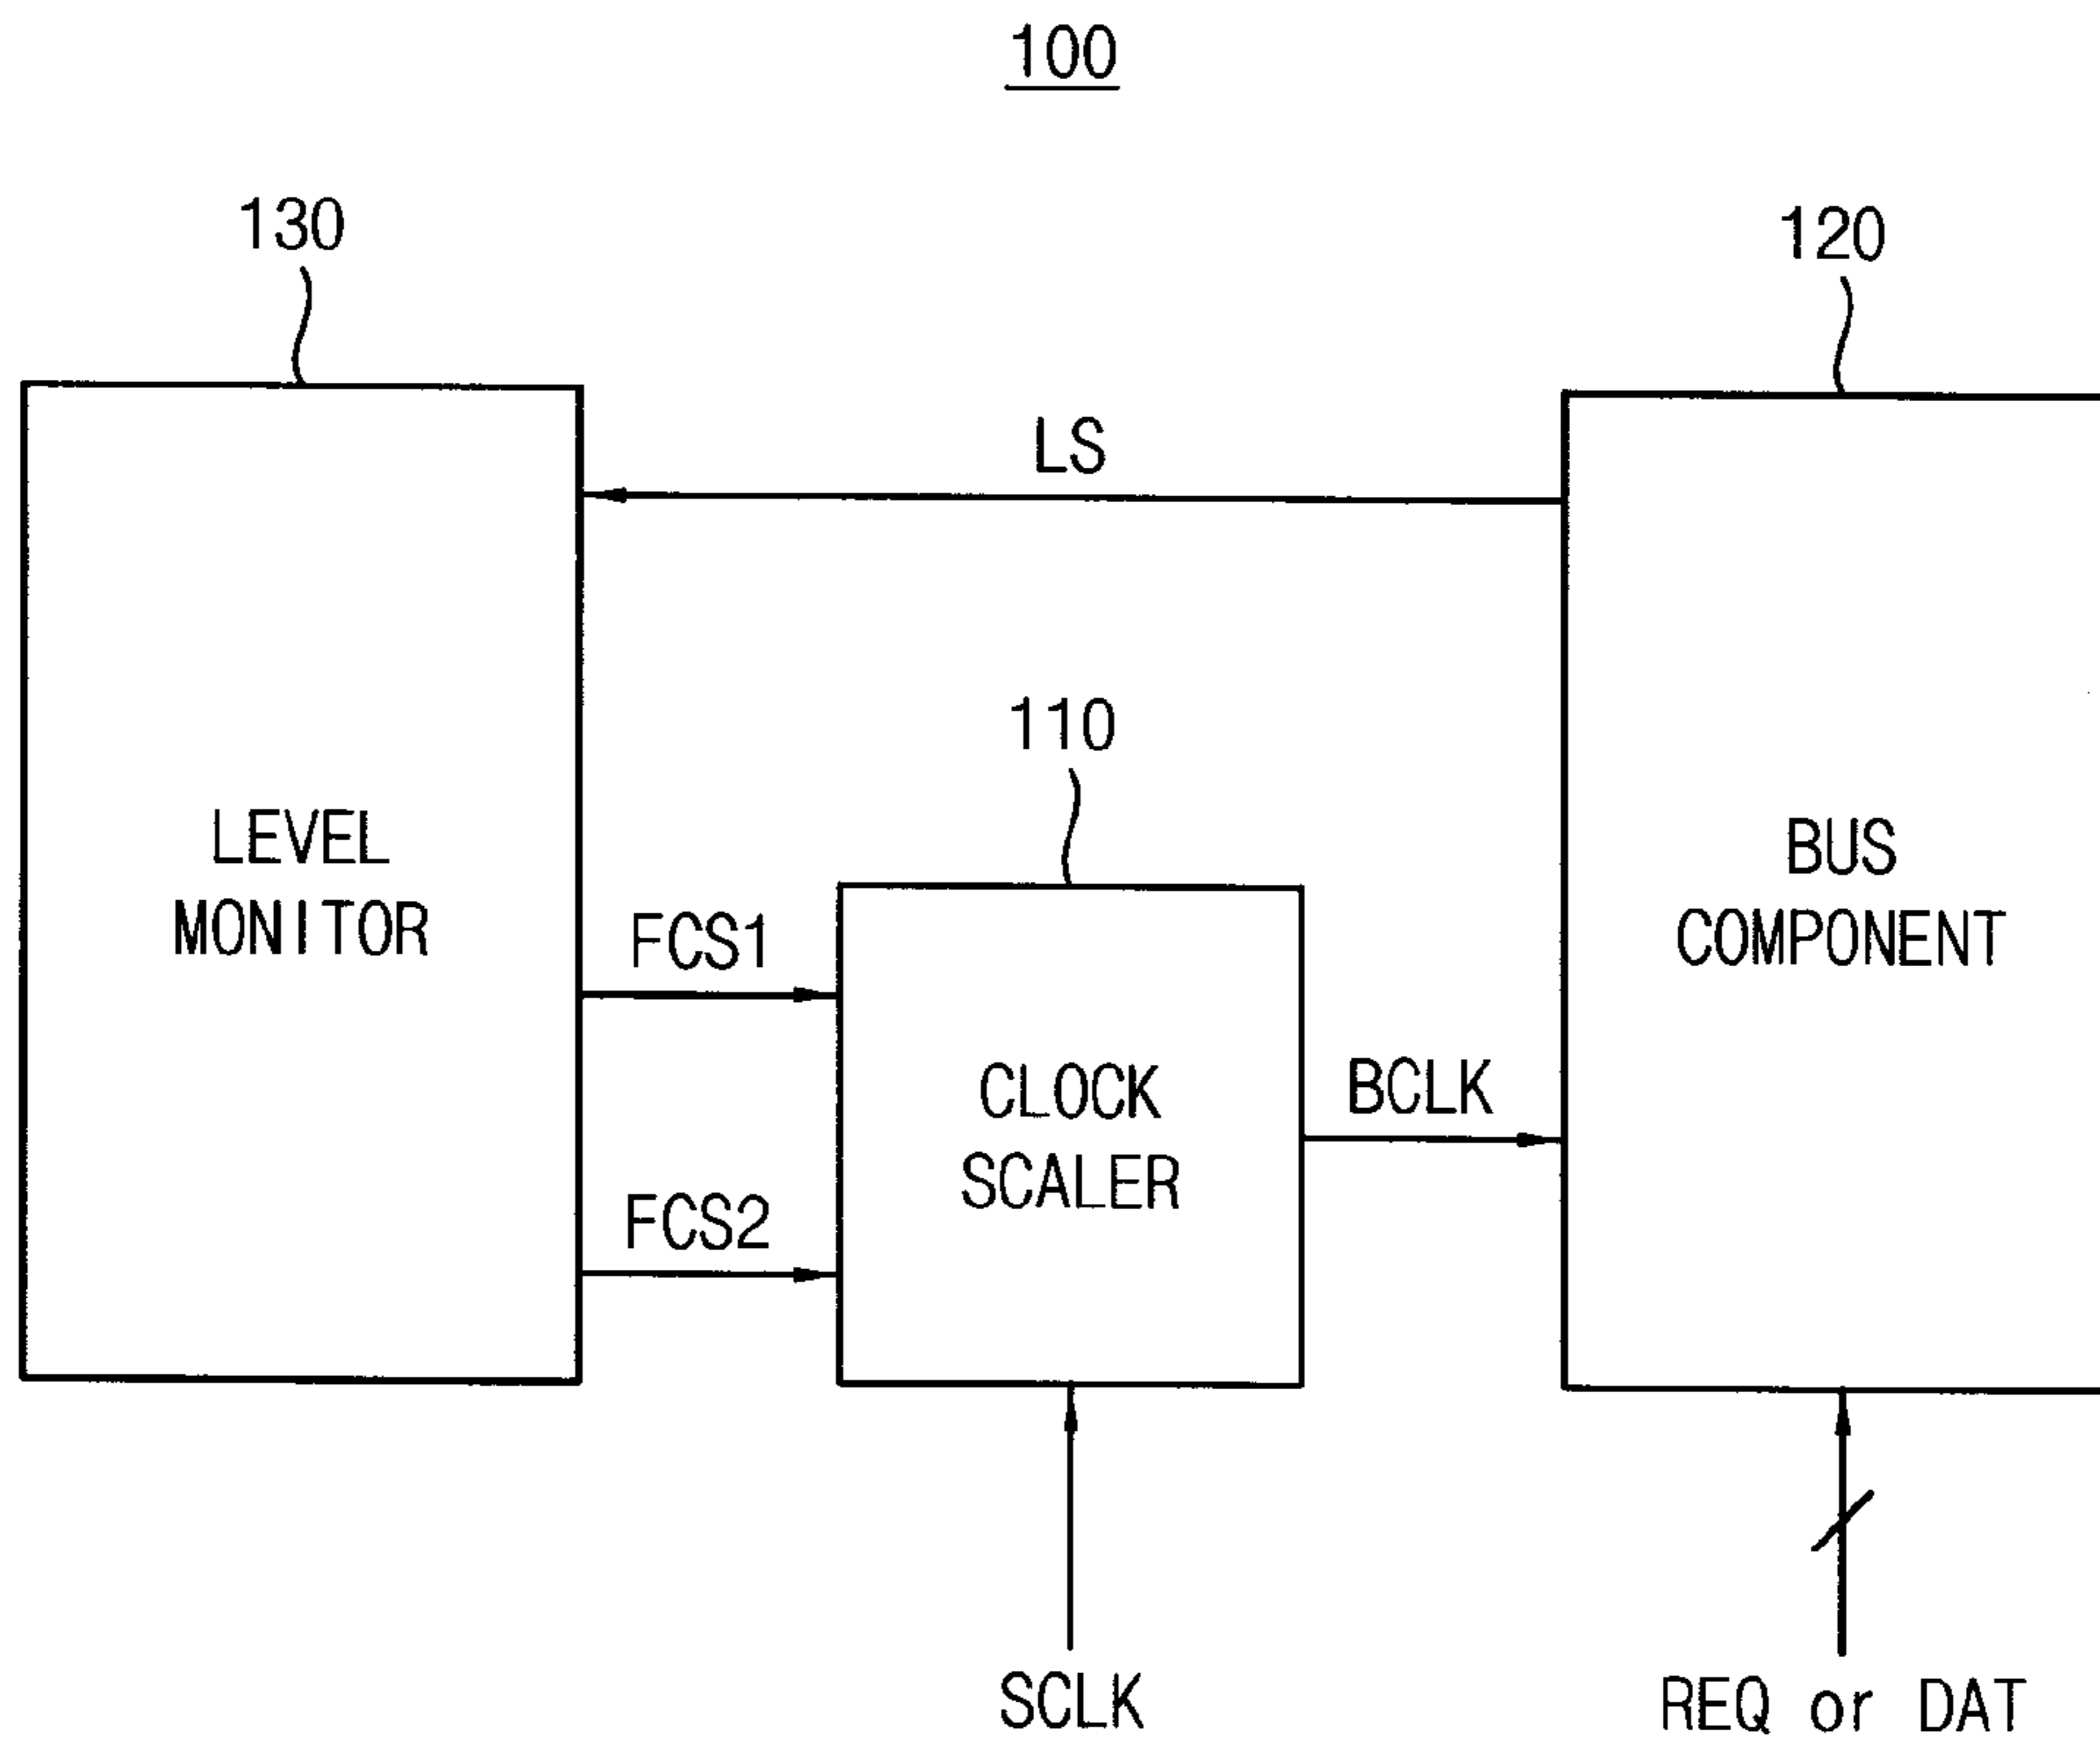 100
130
120
LS
110
LEVEL
MONITOR
BUS
COMPONENT
FCS1
CLOCK
SCALER
BCLK
FCS2
SCLK
REQ or DAT